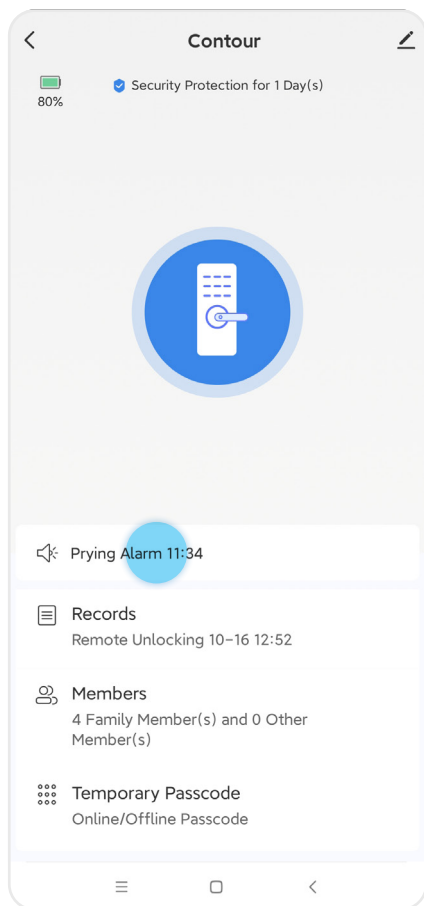 Contour
80%
Security Protection for 1 Day(s)
Prying Alarm 11:34
Records
Remote Unlocking 10-16 12:52
Members
4 Family Member(s) and 0 Other
Member(s)
Temporary Passcode
Online/Offline Passcode